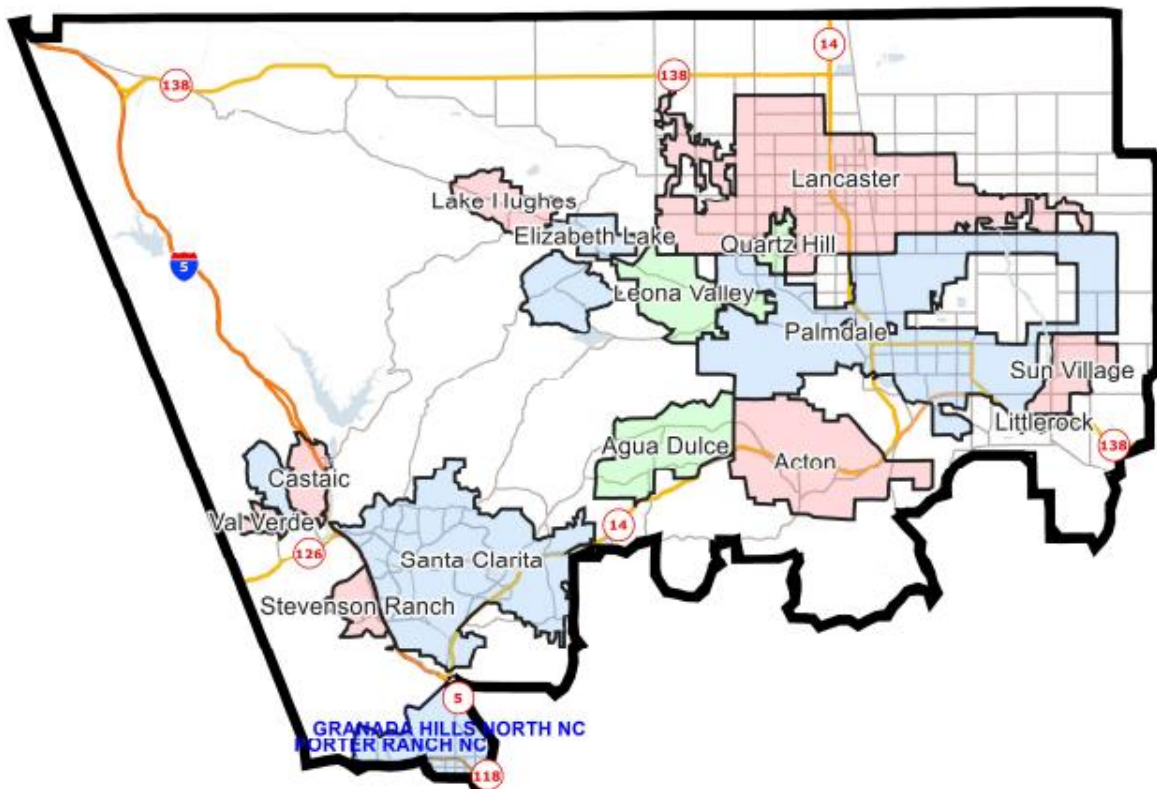 14
138
138
Lancaster
Lake Hughes
Elizabeth Lake
Quartz Hill
5
Leona Valley
Palmdale
Sun Village
Littlerock
Agua Dulce
138
Acton
Castaic
Val Verde
14
126
Santa Clarita
Stevenson Ranch
5
GRANADA HILLS NORTH NC
PORTER RANCH NC
118